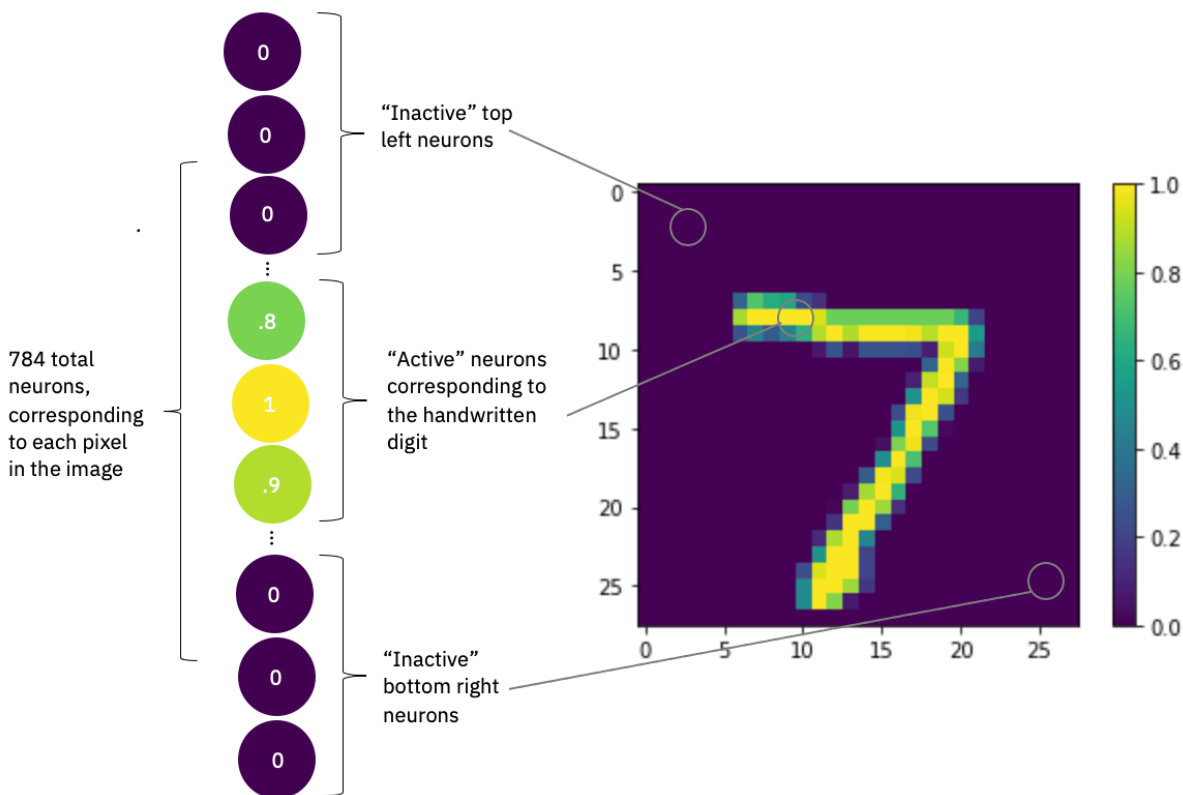 0
0
0
.8
1
.9
0
0
0
“Inactive” top
left neurons
“Active” neurons
corresponding to
the handwritten
digit
“Inactive”
bottom right
neurons
784 total
neurons,
corresponding
to each pixel
in the image
0
5
10
15
20
25
0 5 10 15 20 25
1.0
0.8
0.6
0.4
0.2
0.0